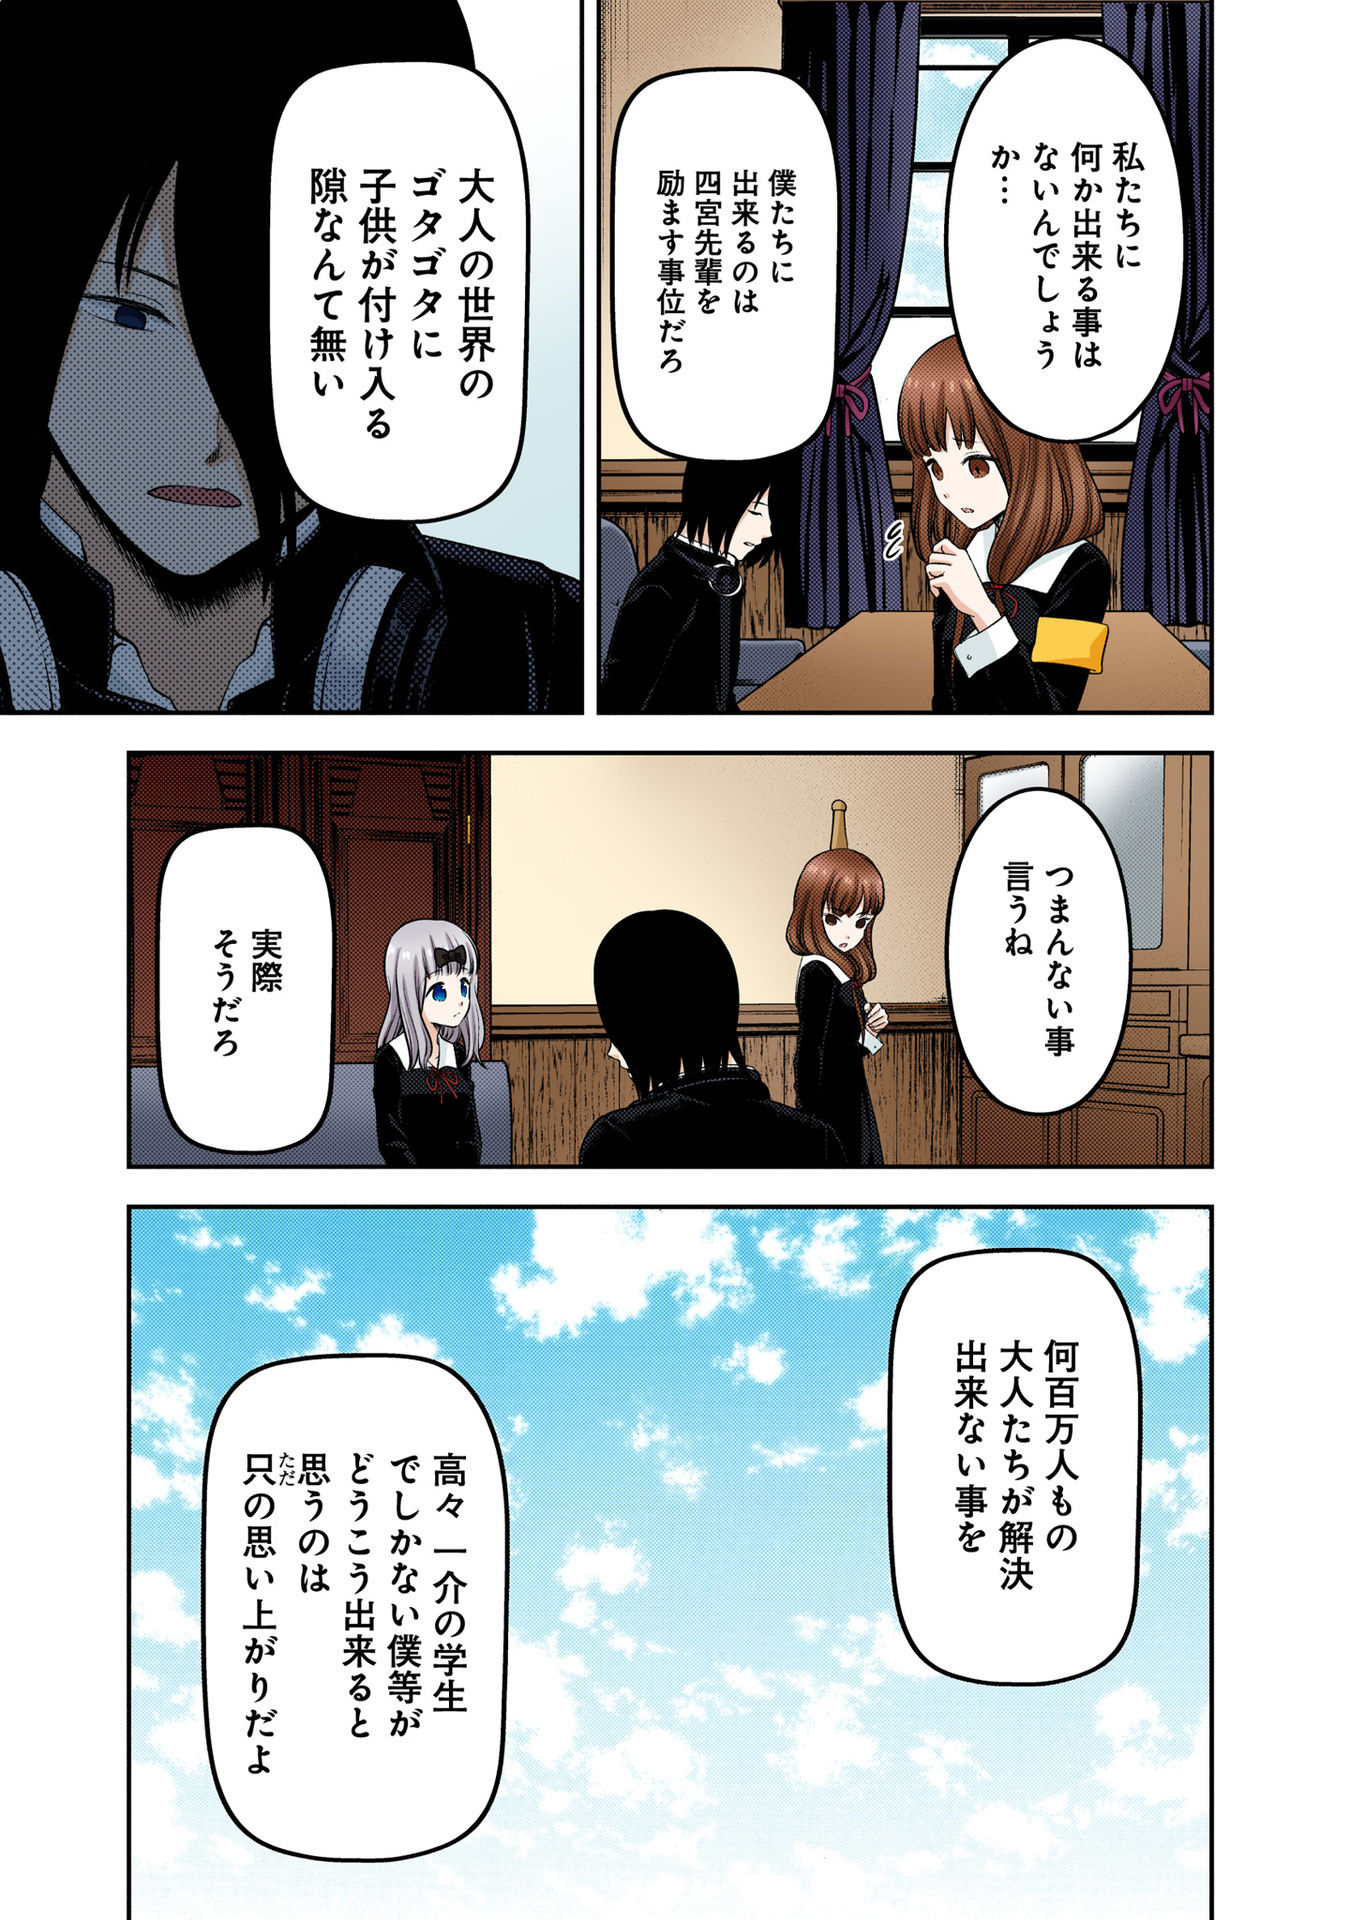 私たちに
何か出来る事は
ないんでしょう
か…
僕たちに
出来るのは
四宮先輩を
励ます事位だろ
大人の世界の
ゴタゴタに
子供が付け入る
隙なんて無い
つまんない事
言うね
実際
そうだろ
何百万人もの
大人たちが解決
出来ない事を
高々一介の学生
でしかない僕等が
どうこう出来ると
思うのは
只の思い上がりだよ
ただ